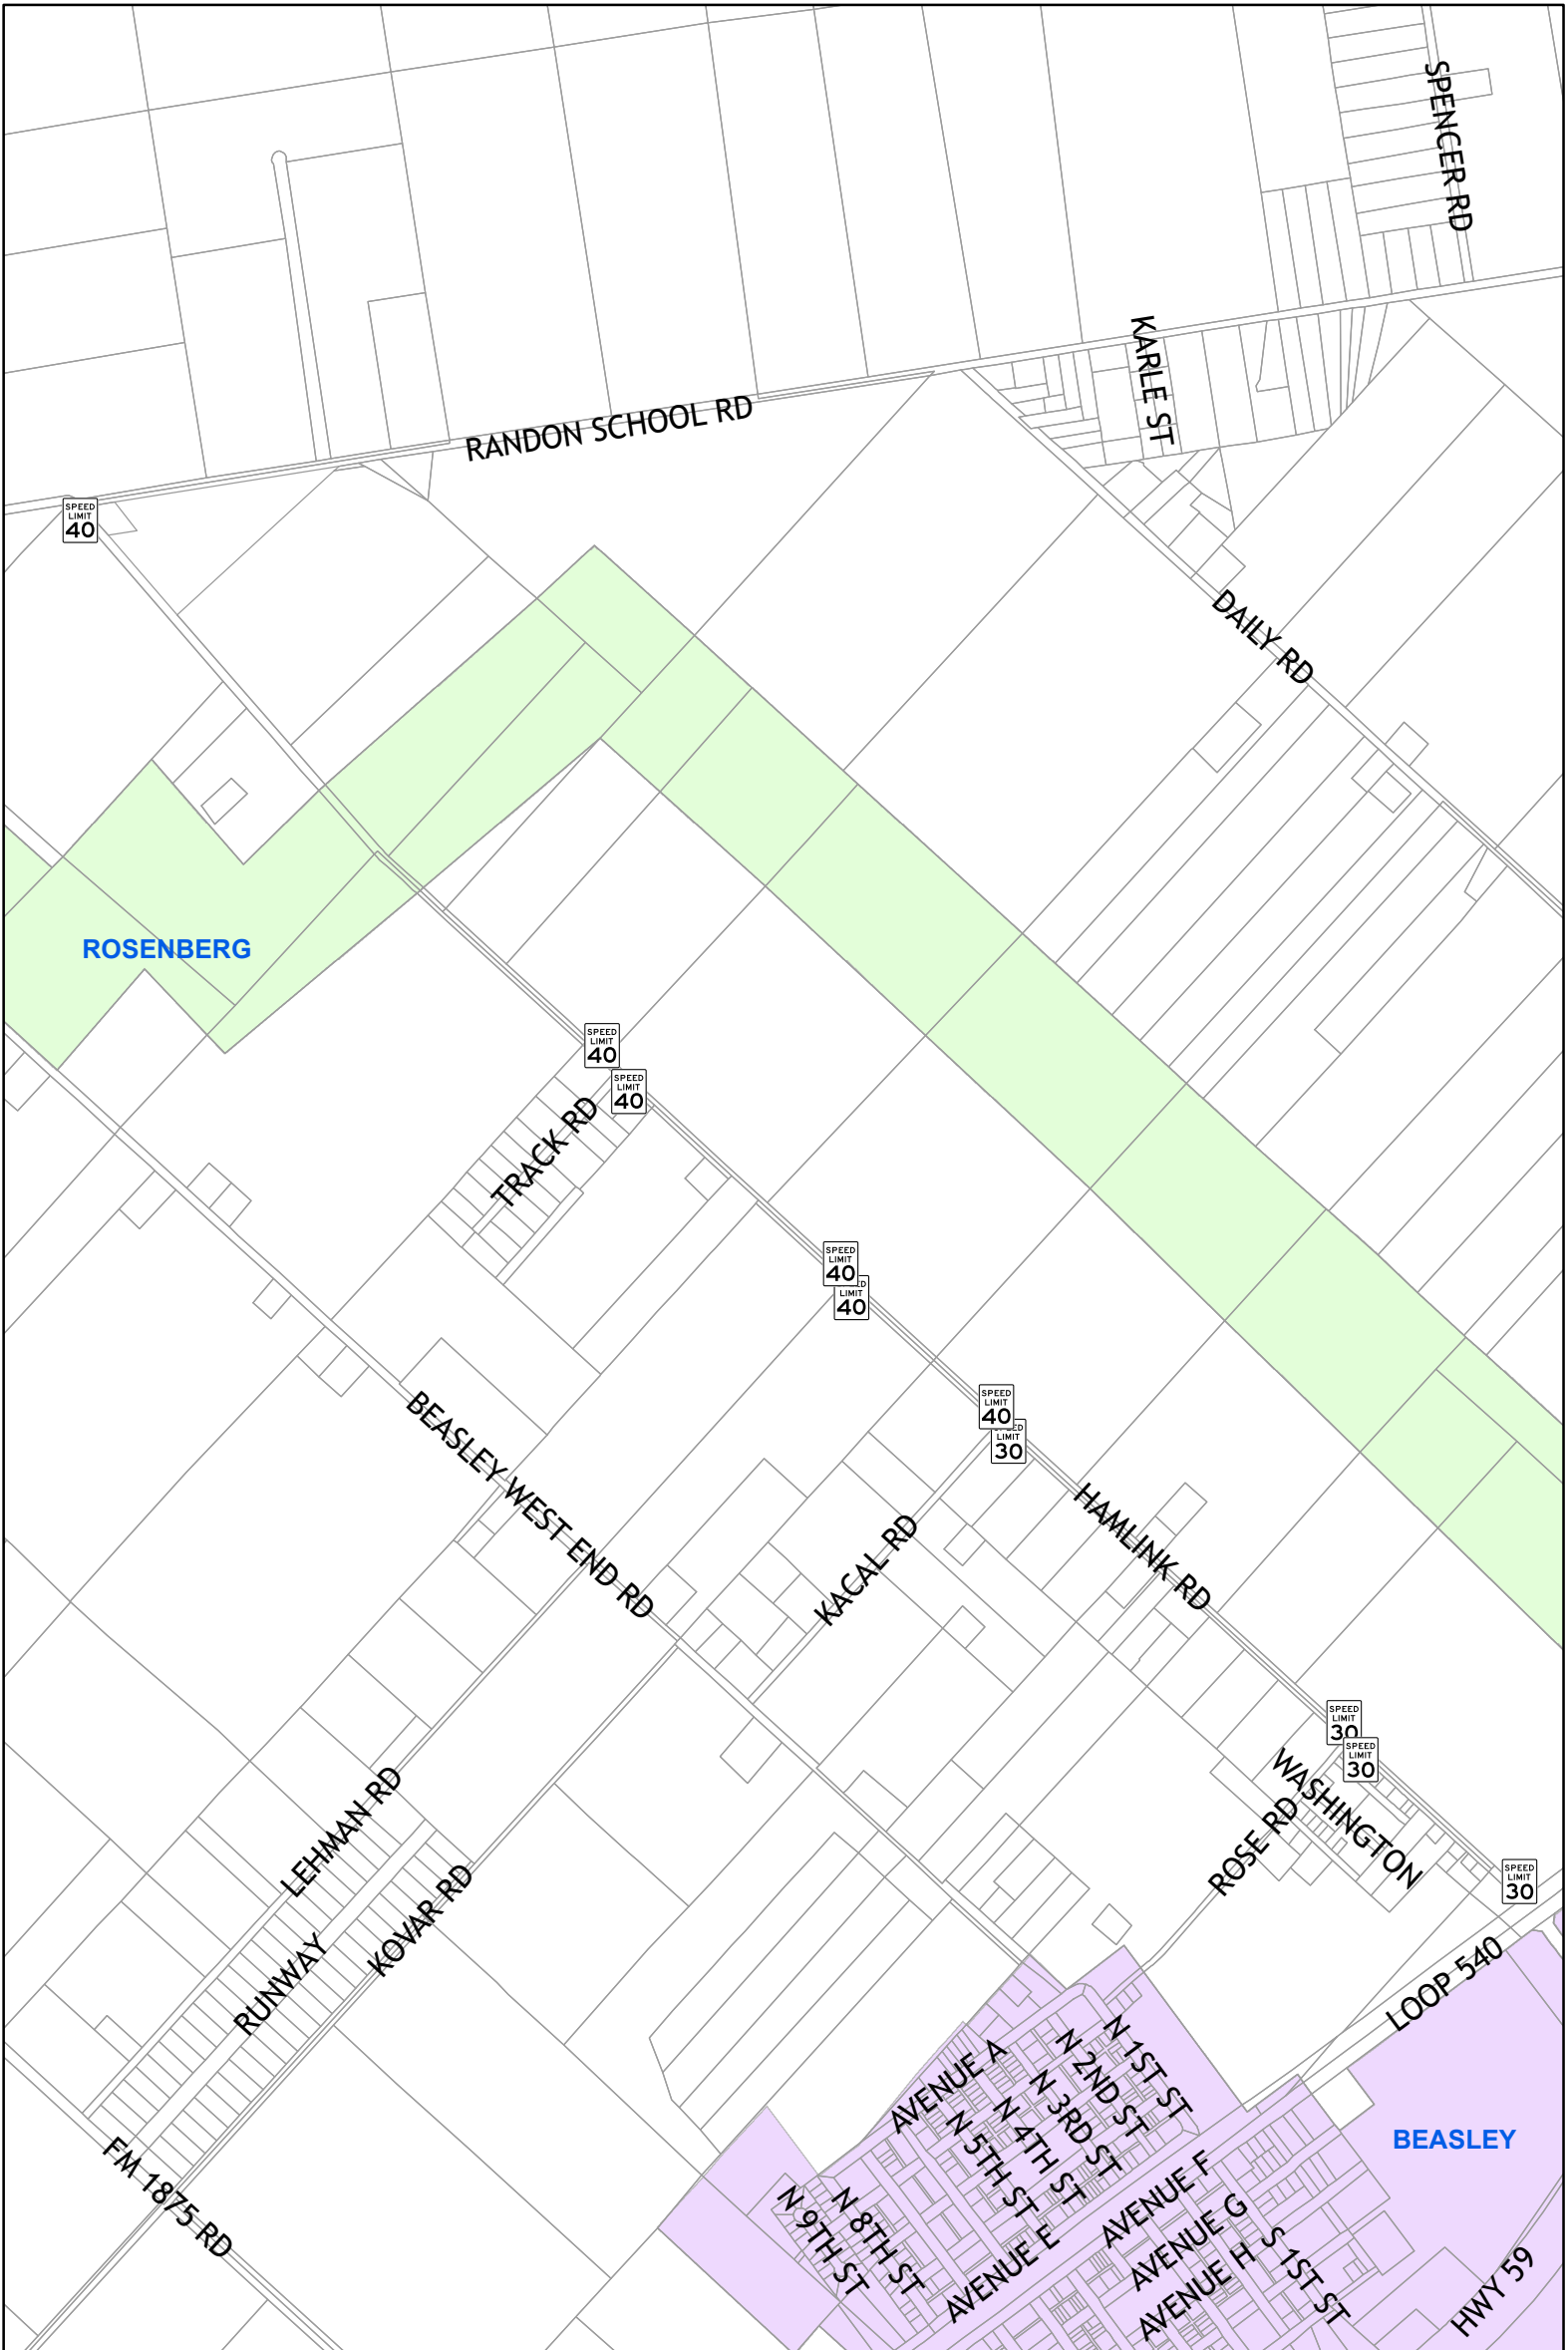 SPENCER RD
KARLE ST
RANDON SCHOOL RD
SPEED
LIMIT
40
DAILY RD
ROSENBERG
SPEED
LIMIT
40
SPEED
LIMIT
40
TRACK RD
SPEED
LIMIT
40
LIMIT
40
SPEED
LIMIT
40
LIMIT
30
BEASLEY WEST END RD
HAMLINK RD
KACAL RD
SPEED
LIMIT
30
SPEED
LIMIT
30
WASHINGTON
ROSE RD
SPEED
LIMIT
30
LEHMAN RD
KOVAR RD
RUNWAY
LOOP 540
N 1ST ST
N 2ND ST
AVENUE A
N 3RD ST
N 4TH ST
N 5TH ST
BEASLEY
FM 1875 RD
AVENUE F
N 8TH ST
N 9TH ST
AVENUE G
AVENUE E
AVENUE H
S 1ST ST
HWY 59